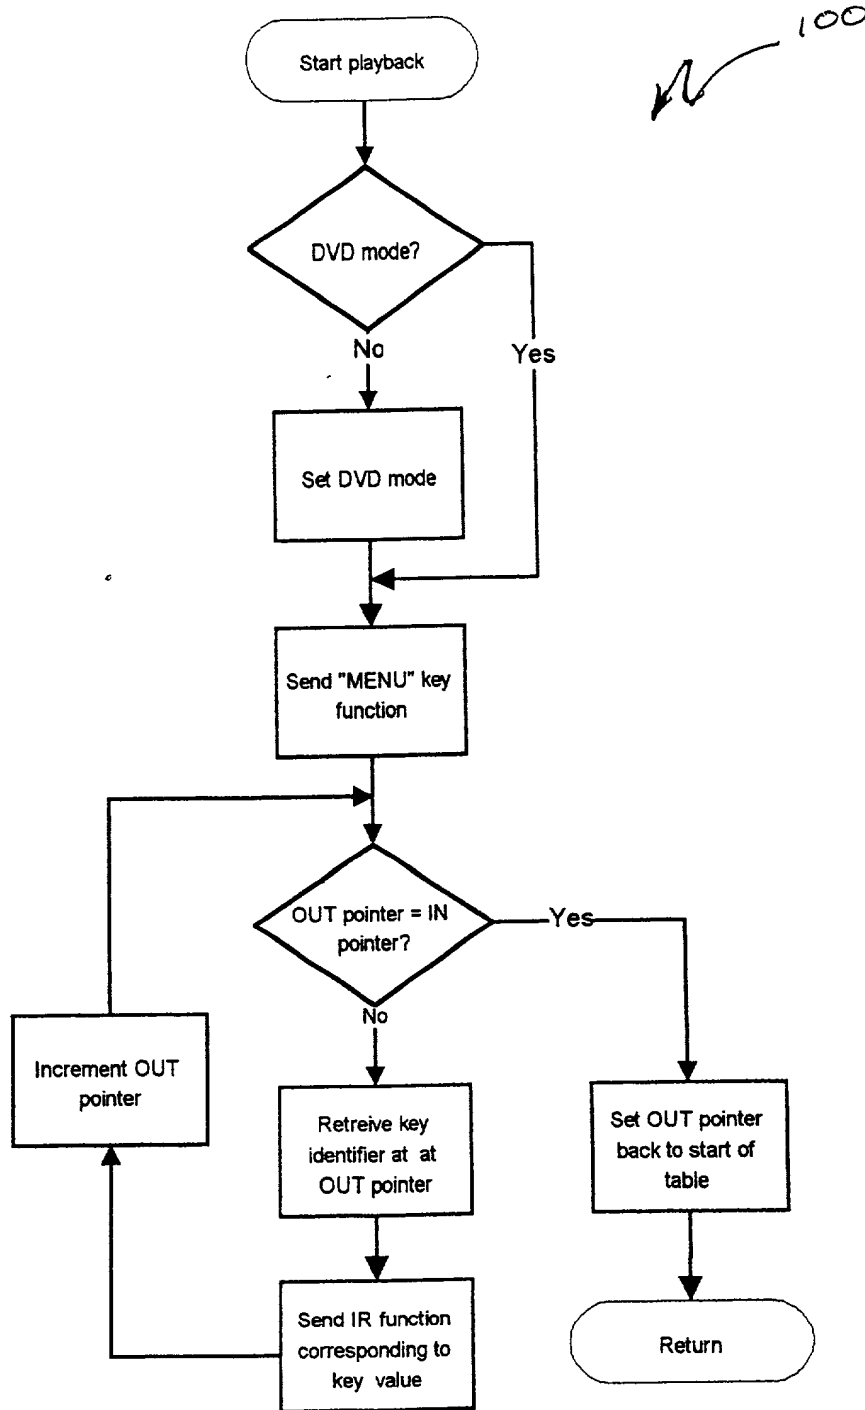 100
Start playback
DVD mode?
No
Yes
Set DVD mode
Send "MENU" key
function
OUT pointer = IN
pointer?
Yes
No
Increment OUT
pointer
Retreive key
identifier at at
OUT pointer
Set OUT pointer
back to start of
table
Send IR function
corresponding to
key value
Return